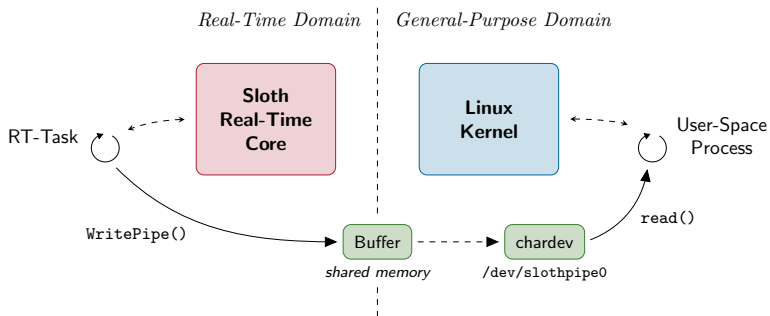 Real-Time Domain
General-Purpose Domain
Sloth
Real-Time
Core
Linux
Kernel
RT-Task
User-Space
Process
WritePipe()
read()
Buffer
chardev
shared memory
/dev/slothpipe0